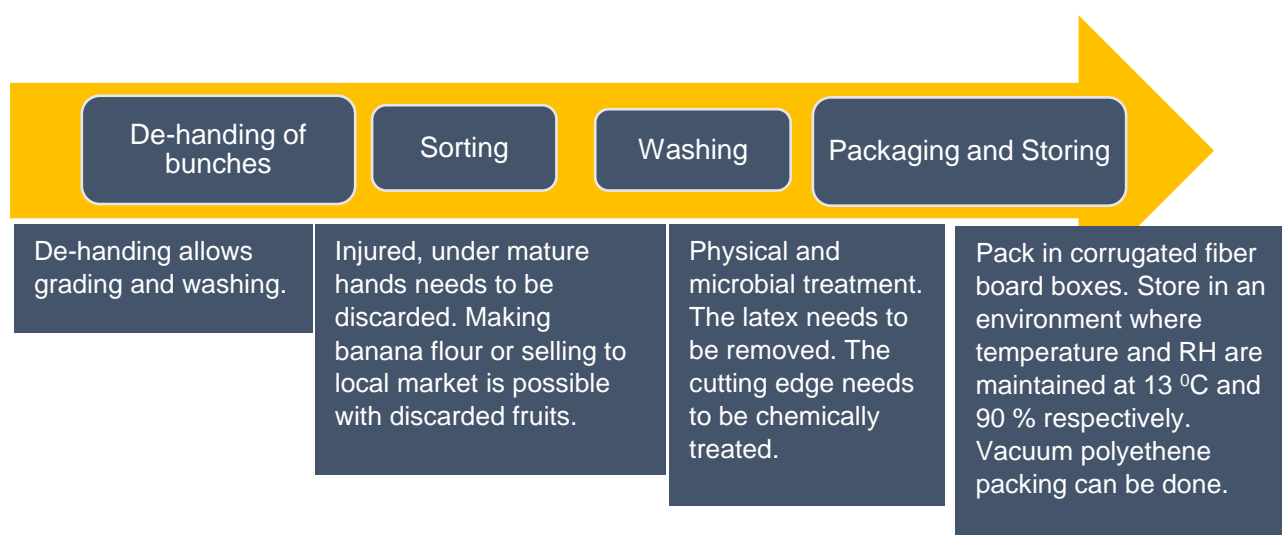 De-handing of
bunches
Sorting
Washing
Packaging and Storing
De-handing allows
grading and washing.
Injured, under mature
hands needs to be
discarded. Making
banana flour or selling to
local market is possible
with discarded fruits.
Physical and
microbial treatment.
The latex needs to
be removed. The
cutting edge needs
to be chemically
treated.
Pack in corrugated fiber
board boxes. Store in an
environment where
temperature and RH are
maintained at 13 ⁰C and
90 % respectively.
Vacuum polyethene
packing can be done.